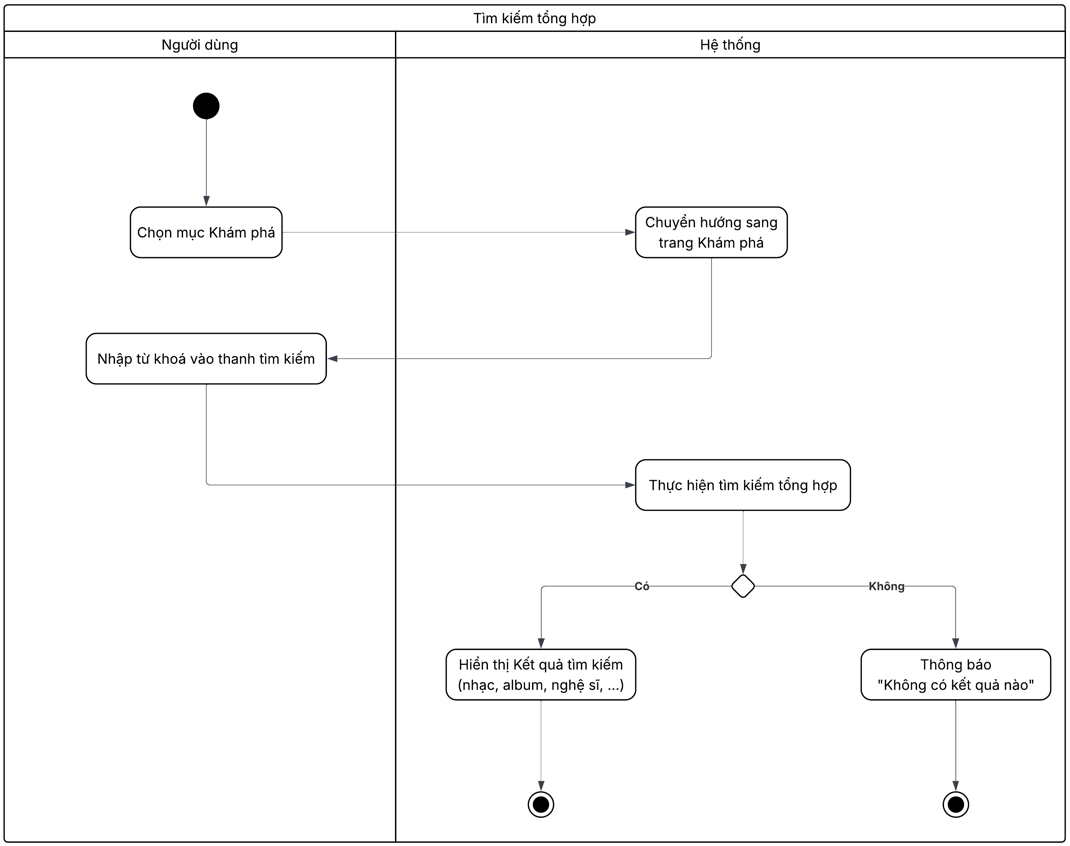 Tìm kiếm tổng hợp
Người dùng
Hệ thống
Chọn mục Khám phá
Chuyển hướng sang
trang Khám phá
Nhập từ khoá vào thanh tìm kiếm
Thực hiện tìm kiếm tổng hợp
Có
Không
Hiển thị Kết quả tìm kiếm
(nhạc, album, nghệ sĩ, ...)
Thông báo
"Không có kết quả nào"